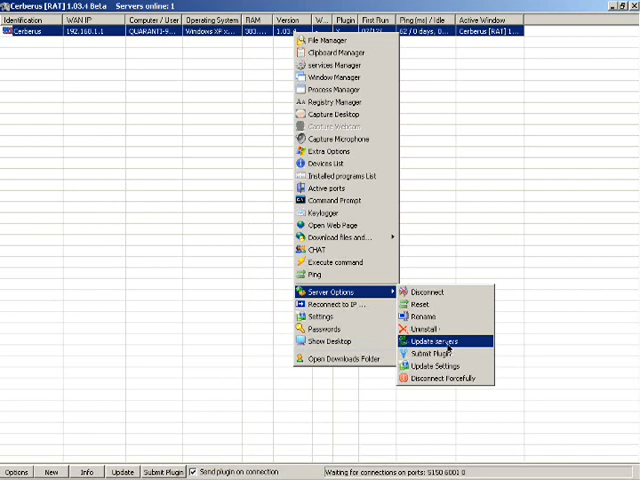 Cerberus [RAT] 1.03.4 Beta Servers online: 1
Identification WAN IP Computer / User Operating System RAM Version W... Plugin First Run Ping (ms) / Idle Active Window
Cerberus 192.168.1.1 QUARANT3-9... Windows XP x... 383.... 1.03.4 - X 62 / 0 days, 0... Cerberus [RAT] 1...
File Manager
Clipboard Manager
services Manager
Window Manager
Process Manager
Registry Manager
Capture Desktop
Capture Webcam
Capture Microphone
Extra Options
Devices List
Installed programs List
Active ports
Command Prompt
Keylogger
Open Web Page
Download files and...
CHAT
Execute command
Ping
Server Options
Reconnect to IP ...
Settings
Passwords
Show Desktop
Open Downloads Folder
Disconnect
Reset
Rename
Uninstall
Update servers
Submit Plugin
Update Settings
Disconnect Forcefully
Options New Info Update Submit Plugin Send plugin on connection Waiting for connections on ports: 5150 6001 0